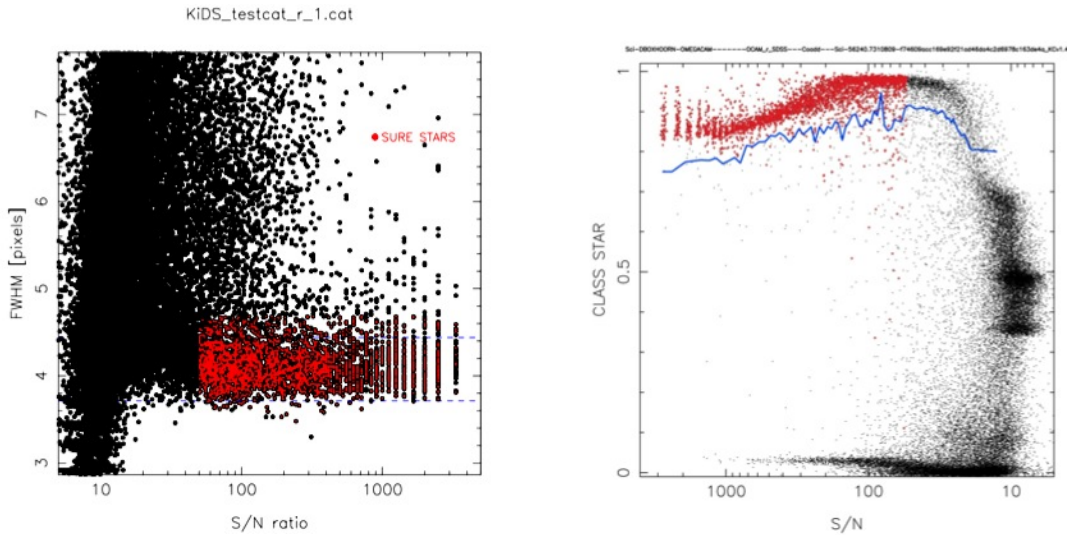 KiDS_testcat_r_1.cat
7
6
5
4
3
FWHM [pixels]
SURE STARS
10
100
1000
S/N ratio
1
0.5
0
CLASS STAR
1000
100
10
S/N